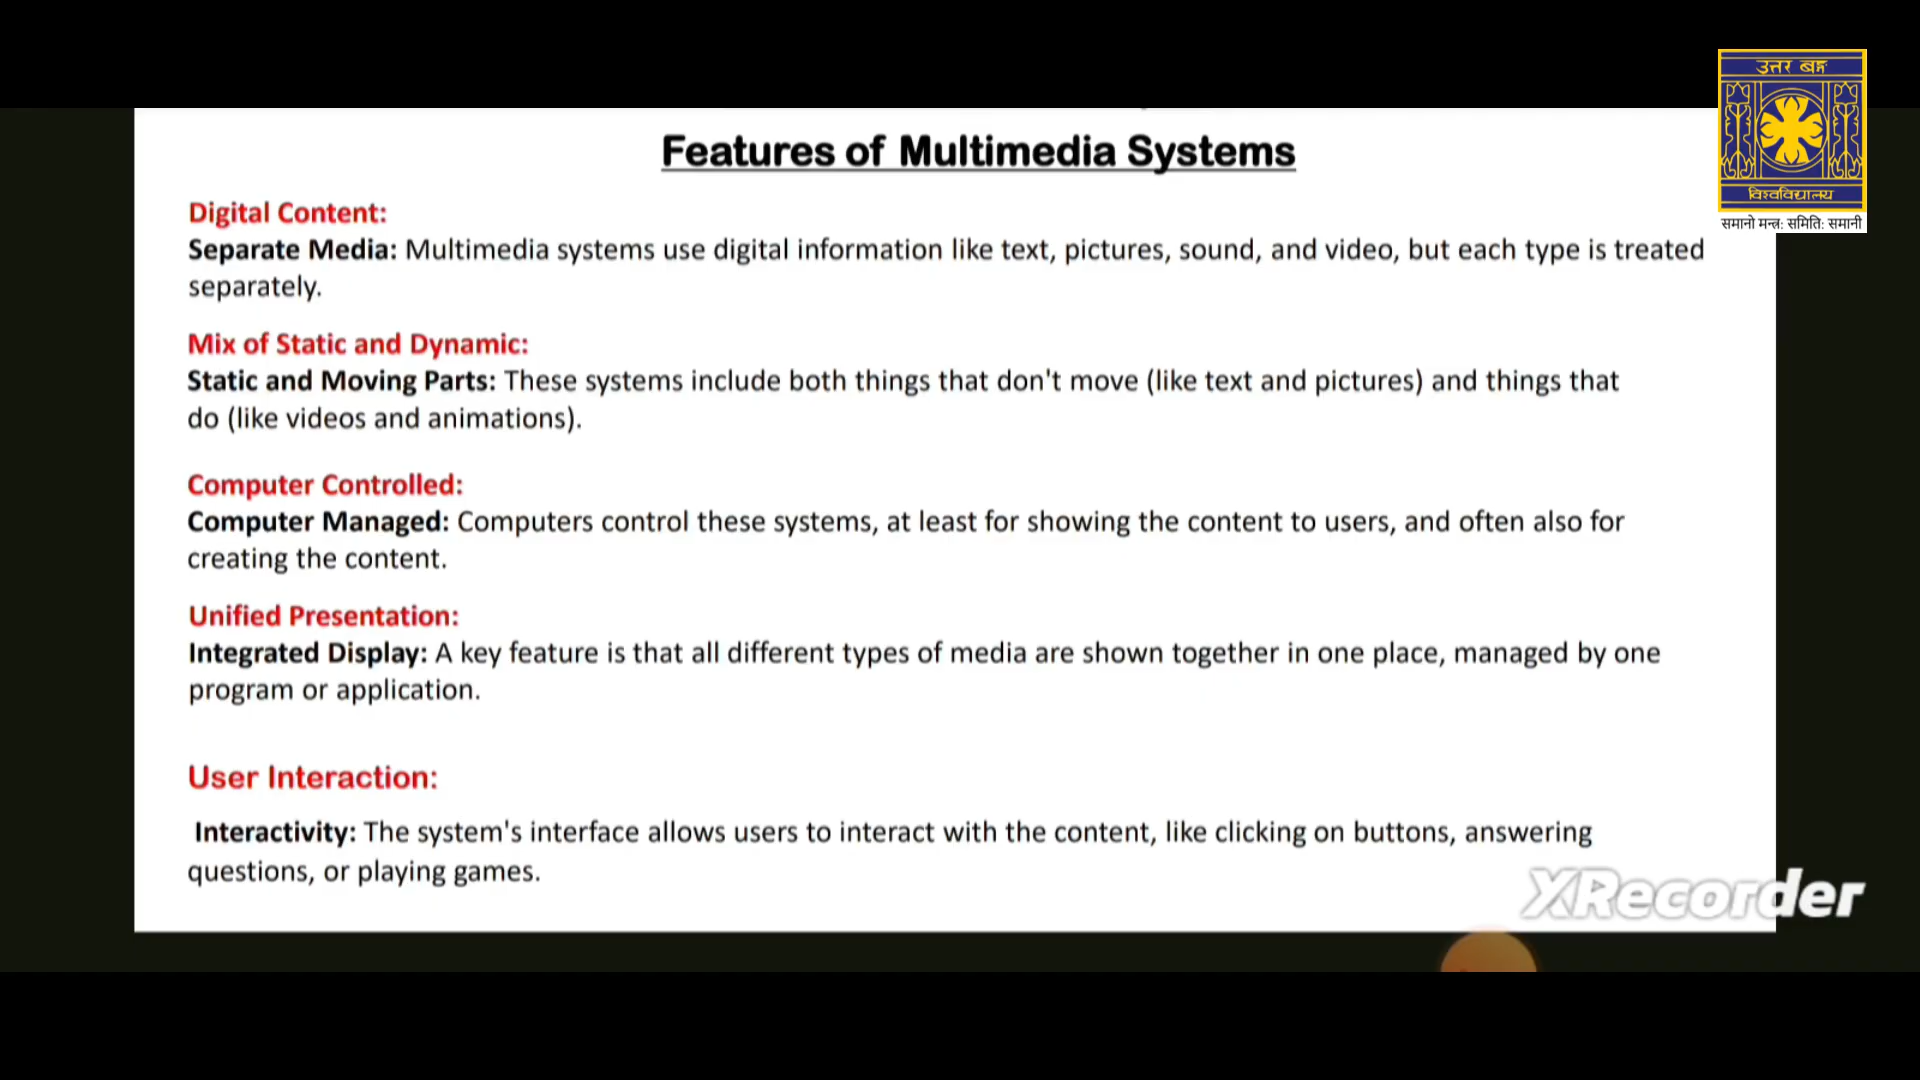 उत्तर बङ्ग
विश्वविद्यालय
समानो मन्त्र: समिति: समानी
Features of Multimedia Systems
Digital Content:
Separate Media: Multimedia systems use digital information like text, pictures, sound, and video, but each type is treated
separately.
Mix of Static and Dynamic:
Static and Moving Parts: These systems include both things that don't move (like text and pictures) and things that
do (like videos and animations).
Computer Controlled:
Computer Managed: Computers control these systems, at least for showing the content to users, and often also for
creating the content.
Unified Presentation:
Integrated Display: A key feature is that all different types of media are shown together in one place, managed by one
program or application.
User Interaction:
Interactivity: The system's interface allows users to interact with the content, like clicking on buttons, answering
questions, or playing games.
XRecorder